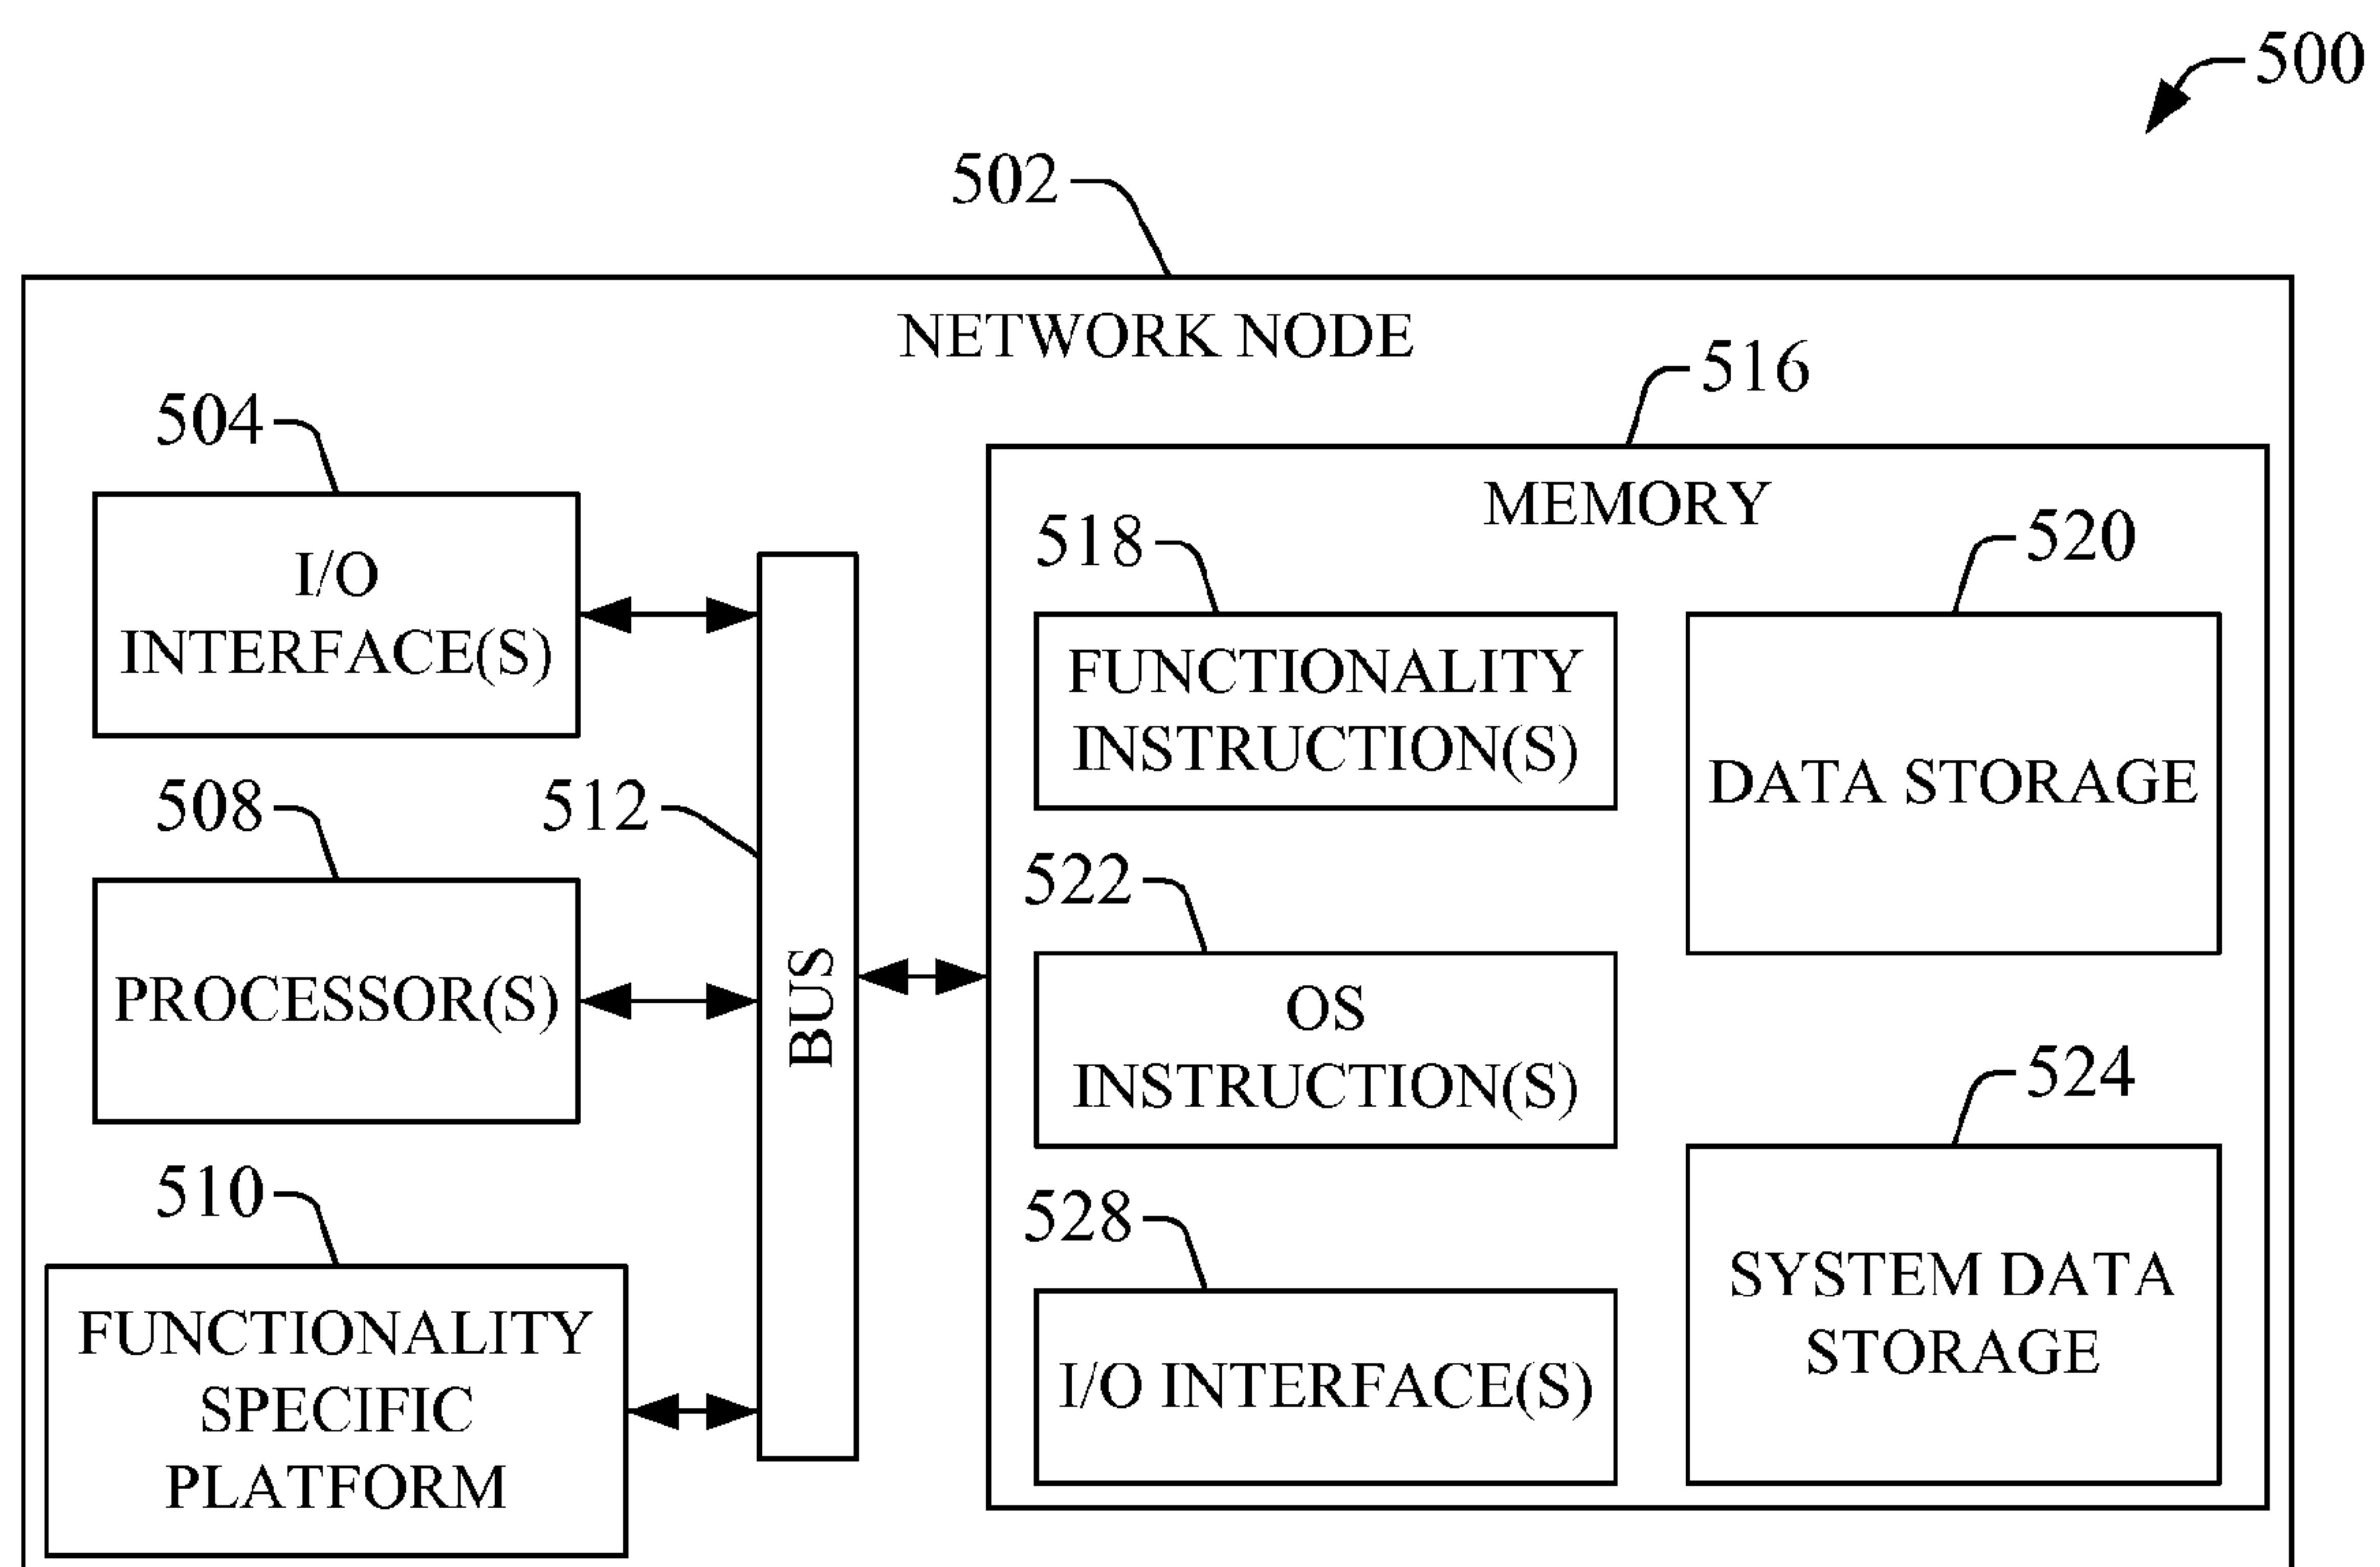 500
502
NETWORK NODE
516
504
MEMORY
518
520
I/O
INTERFACE(S)
FUNCTIONALITY
INSTRUCTION(S)
DATA STORAGE
508
512
522
PROCESSOR(S)
BUS
OS
INSTRUCTION(S)
524
510
528
FUNCTIONALITY
SPECIFIC
PLATFORM
I/O INTERFACE(S)
SYSTEM DATA
STORAGE